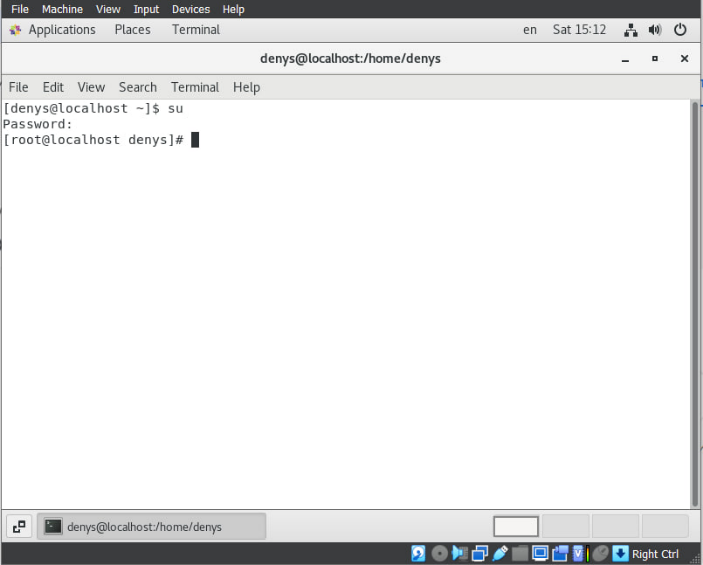 File Machine View Input Devices Help
Applications Places Terminal en Sat 15:12
denys@localhost:/home/denys
File Edit View Search Terminal Help
[denys@localhost ~]$ su
Password:
[root@localhost denys]#
denys@localhost:/home/denys
Right Ctrl